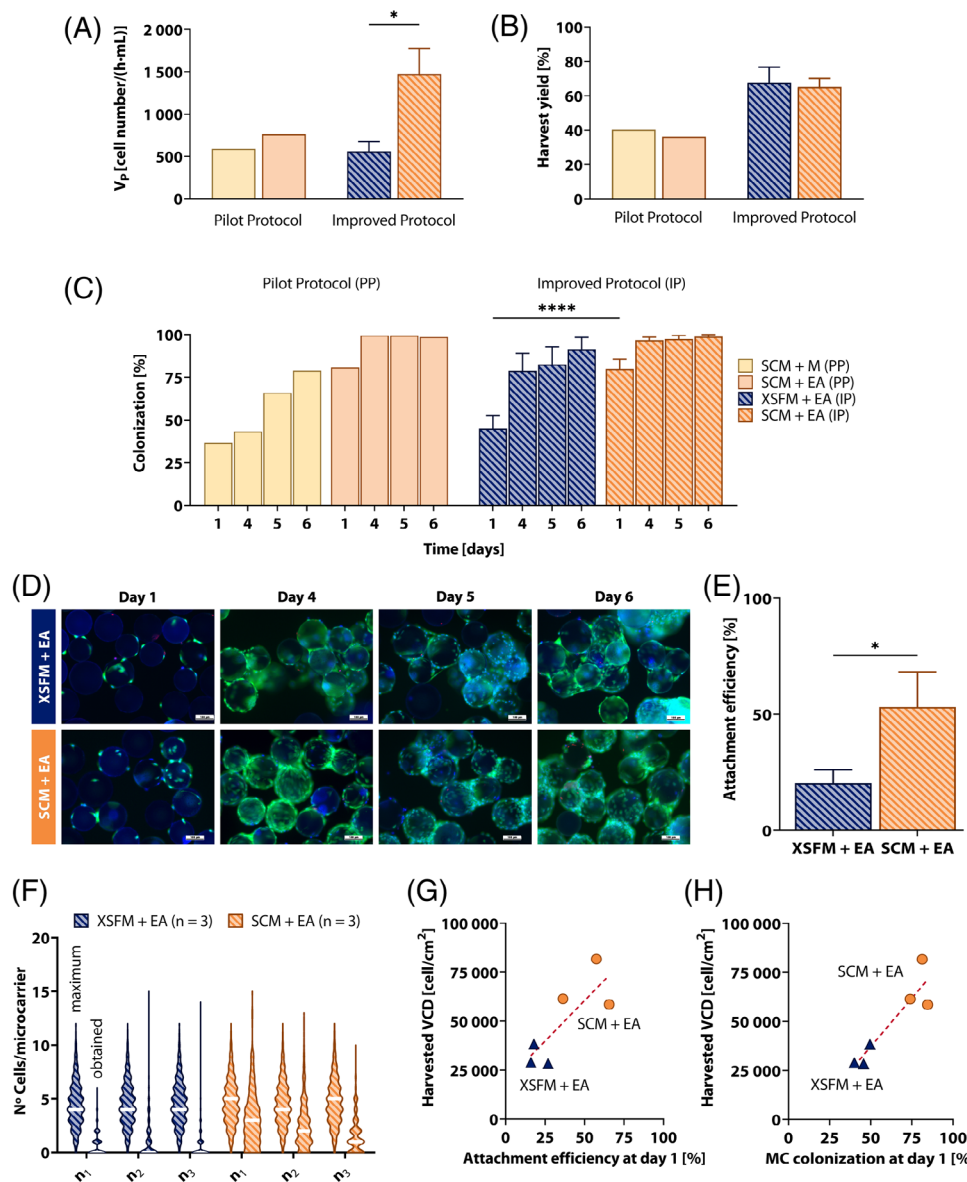 (A)
V_P [cell number/(h·mL)]
2 000
1 500
1 000
500
0
*
Pilot Protocol
Improved Protocol
(B)
Harvest yield [%]
100
80
60
40
20
0
Pilot Protocol
Improved Protocol
(C)
Pilot Protocol (PP)
Improved Protocol (IP)
Colonization [%]
100
75
50
25
0
****
1 4 5 6 1 4 5 6 1 4 5 6 1 4 5 6
Time [days]
SCM + M (PP)
SCM + EA (PP)
XSFM + EA (IP)
SCM + EA (IP)
(D)
Day 1 Day 4 Day 5 Day 6
XSFM + EA
SCM + EA
(E)
Attachment efficiency [%]
100
50
0
*
XSFM + EA SCM + EA
(F)
XSFM + EA (n = 3) SCM + EA (n = 3)
Nº Cells/microcarrier
20
15
10
5
0
maximum
obtained
n₁ n₂ n₃ n₁ n₂ n₃
(G)
Harvested VCD [cell/cm²]
100 000
75 000
50 000
25 000
0
SCM + EA
XSFM + EA
0 25 50 75 100
Attachment efficiency at day 1 [%]
(H)
Harvested VCD [cell/cm²]
100 000
75 000
50 000
25 000
0
SCM + EA
XSFM + EA
0 25 50 75 100
MC colonization at day 1 [%]